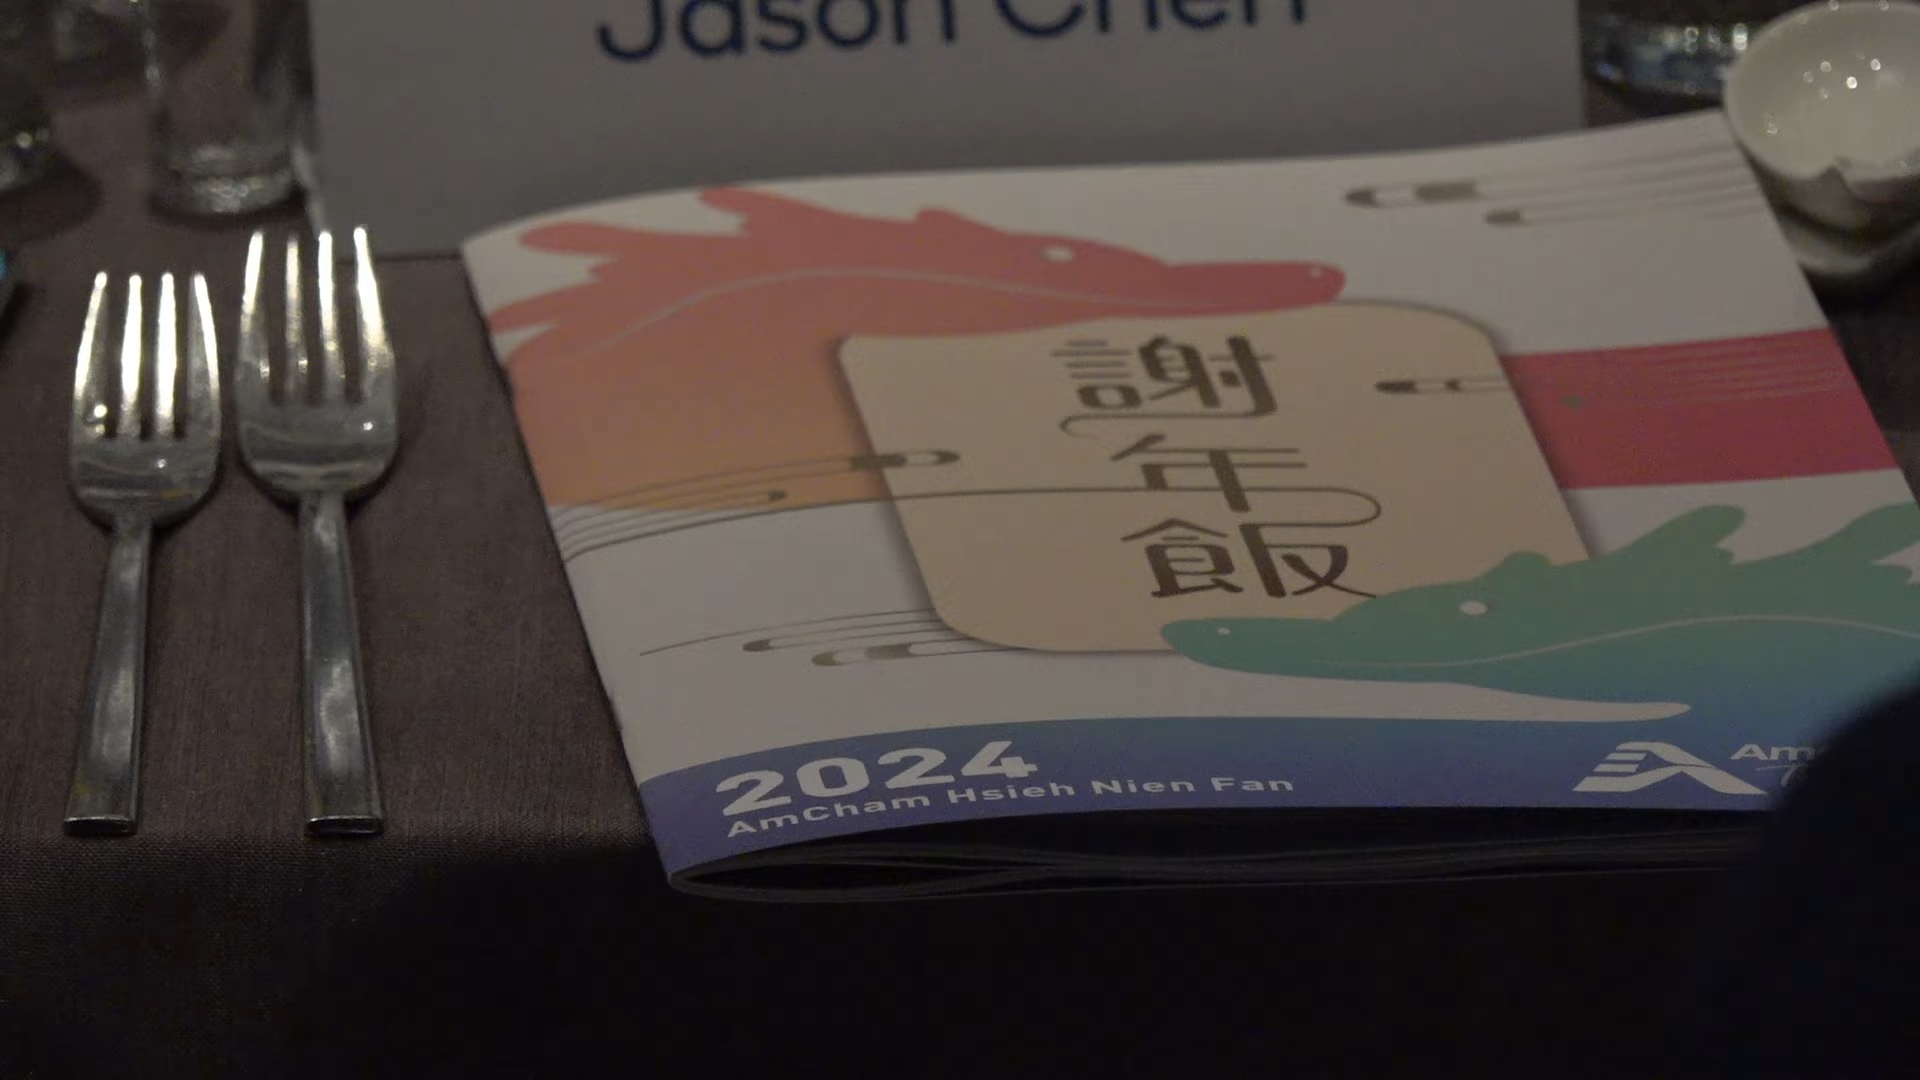 Jason Chen
謝
年
飯
2024
AmCham Hsieh Nien Fan